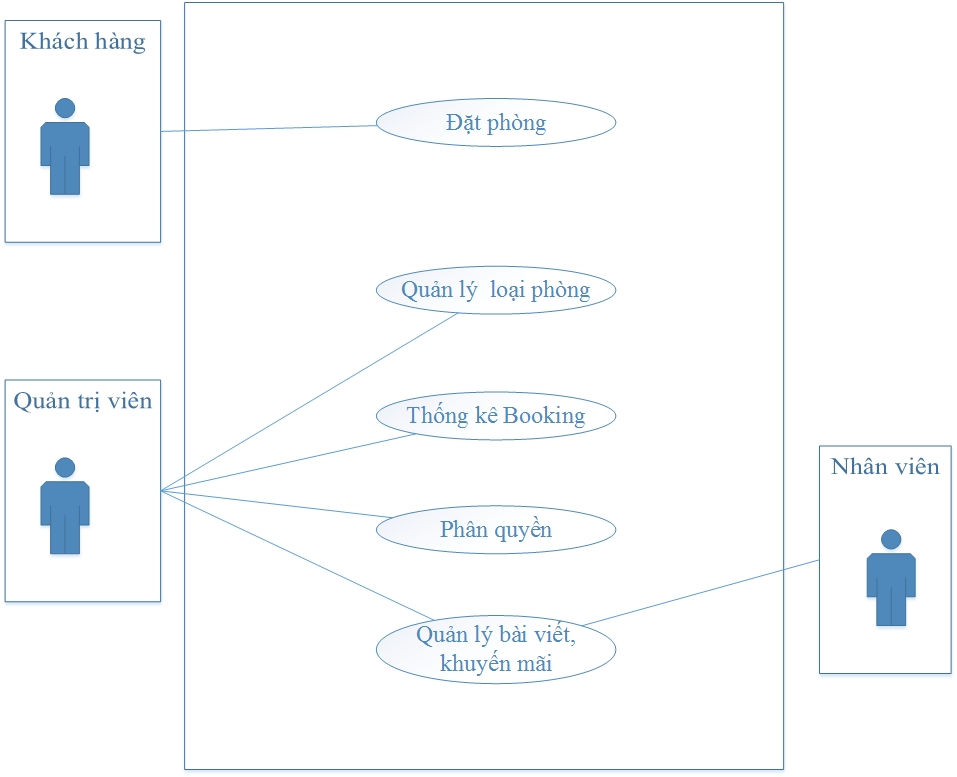 Khách hàng
Đặt phòng
Quản lý loại phòng
Quản trị viên
Thống kê Booking
Nhân viên
Phân quyền
Quản lý bài viết,
khuyến mãi